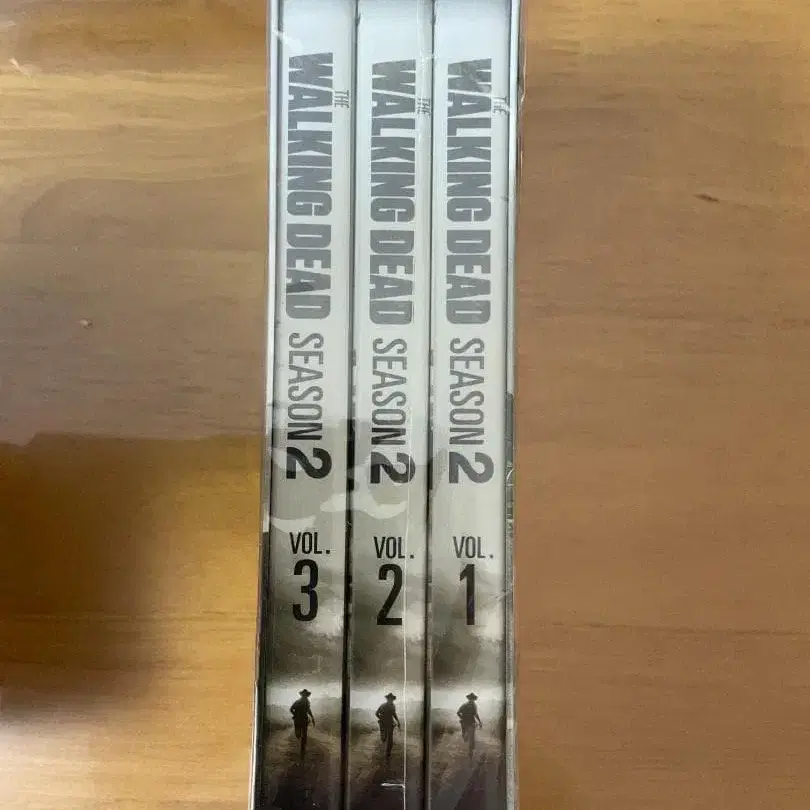 THE
WALKING DEAD SEASON 2
VOL.
3
THE
WALKING DEAD SEASON 2
VOL.
2
THE
WALKING DEAD SEASON 2
VOL.
1